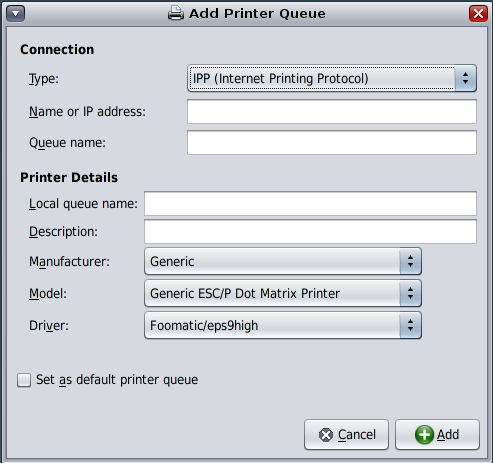 Add Printer Queue
Connection
Type: IPP (Internet Printing Protocol)
Name or IP address:
Queue name:
Printer Details
Local queue name:
Description:
Manufacturer: Generic
Model: Generic ESC/P Dot Matrix Printer
Driver: Foomatic/eps9high
Set as default printer queue
Cancel Add